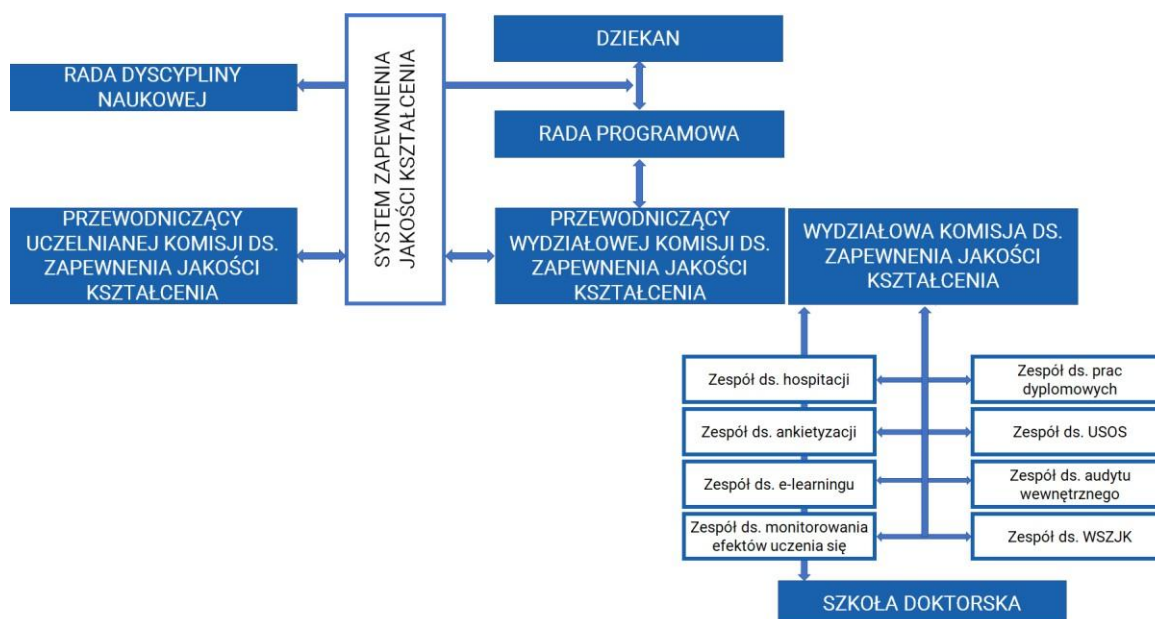 DZIEKAN
RADA DYSCYPLINY
NAUKOWEJ
SYSTEM ZAPEWNIENIA
JAKOŚCI KSZTAŁCENIA
RADA PROGRAMOWA
PRZEWODNICZĄCY
UCZELNIANEJ KOMISJI DS.
ZAPEWNENIA JAKOŚCI
KSZTAŁCENIA
PRZEWODNICZĄCY
WYDZIAŁOWEJ KOMISJI DS.
ZAPEWNENIA JAKOŚCI
KSZTAŁCENIA
WYDZIAŁOWA KOMISJA DS.
ZAPEWNENIA JAKOŚCI
KSZTAŁCENIA
Zespół ds. hospitacji
Zespół ds. prac
dyplomowych
Zespół ds. ankietyzacji
Zespół ds. USOS
Zespół ds. e-learningu
Zespół ds. audytu
wewnętrznego
Zespół ds. monitorowania
efektów uczenia się
Zespół ds. WSZJK
SZKOŁA DOKTORSKA